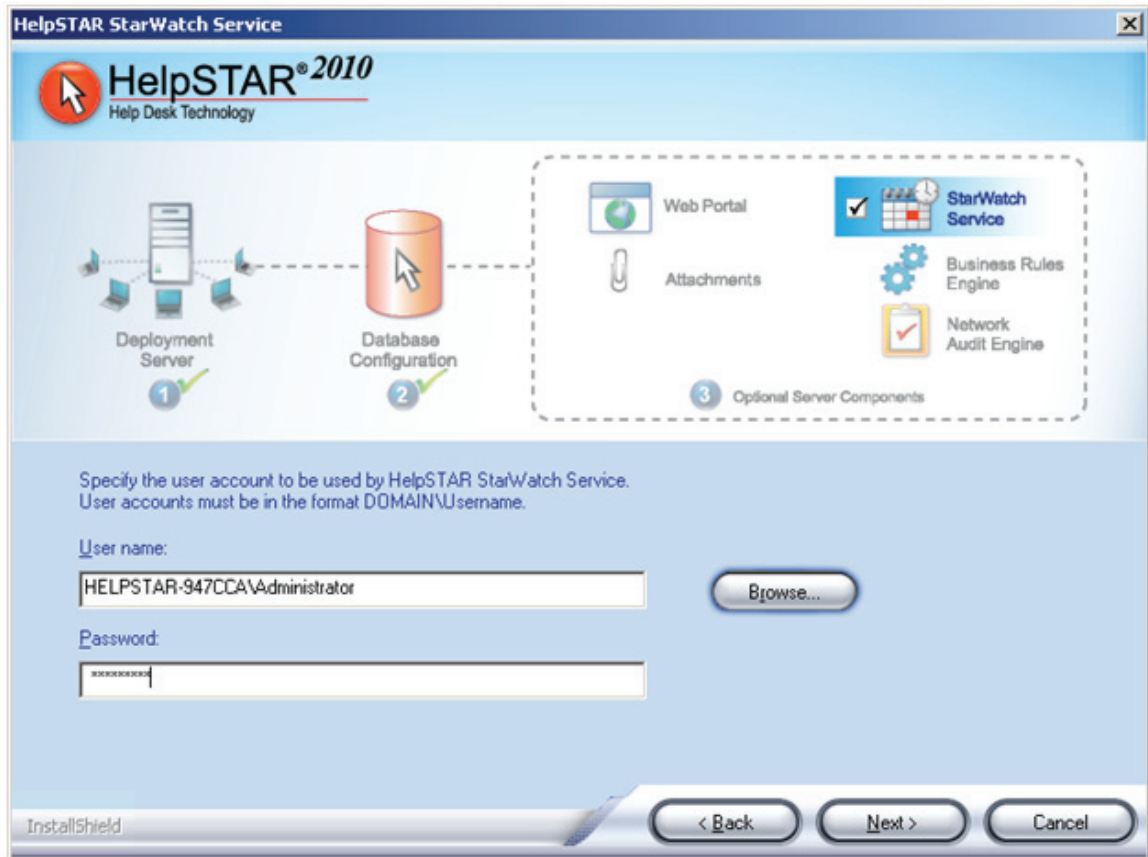 HelpSTAR StarWatch Service
HelpSTAR® 2010
Help Desk Technology
Web Portal
StarWatch
Service
Attachments
Business Rules
Engine
Network
Audit Engine
Deployment
Server
1
Database
Configuration
2
3 Optional Server Components
Specify the user account to be used by HelpSTAR StarWatch Service.
User accounts must be in the format DOMAIN\Username.
User name:
HELPSTAR-947CCA\Administrator
Browse...
Password:
*********
InstallShield
< Back
Next >
Cancel